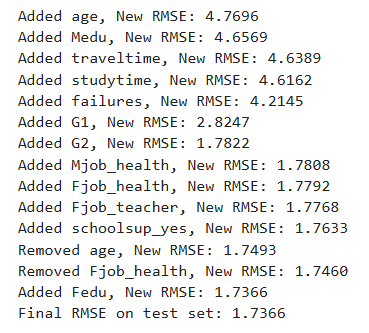 Added age, New RMSE: 4.7696
Added Medu, New RMSE: 4.6569
Added traveltime, New RMSE: 4.6389
Added studytime, New RMSE: 4.6162
Added failures, New RMSE: 4.2145
Added G1, New RMSE: 2.8247
Added G2, New RMSE: 1.7822
Added Mjob_health, New RMSE: 1.7808
Added Fjob_health, New RMSE: 1.7792
Added Fjob_teacher, New RMSE: 1.7768
Added schoolsup_yes, New RMSE: 1.7633
Removed age, New RMSE: 1.7493
Removed Fjob_health, New RMSE: 1.7460
Added Fedu, New RMSE: 1.7366
Final RMSE on test set: 1.7366